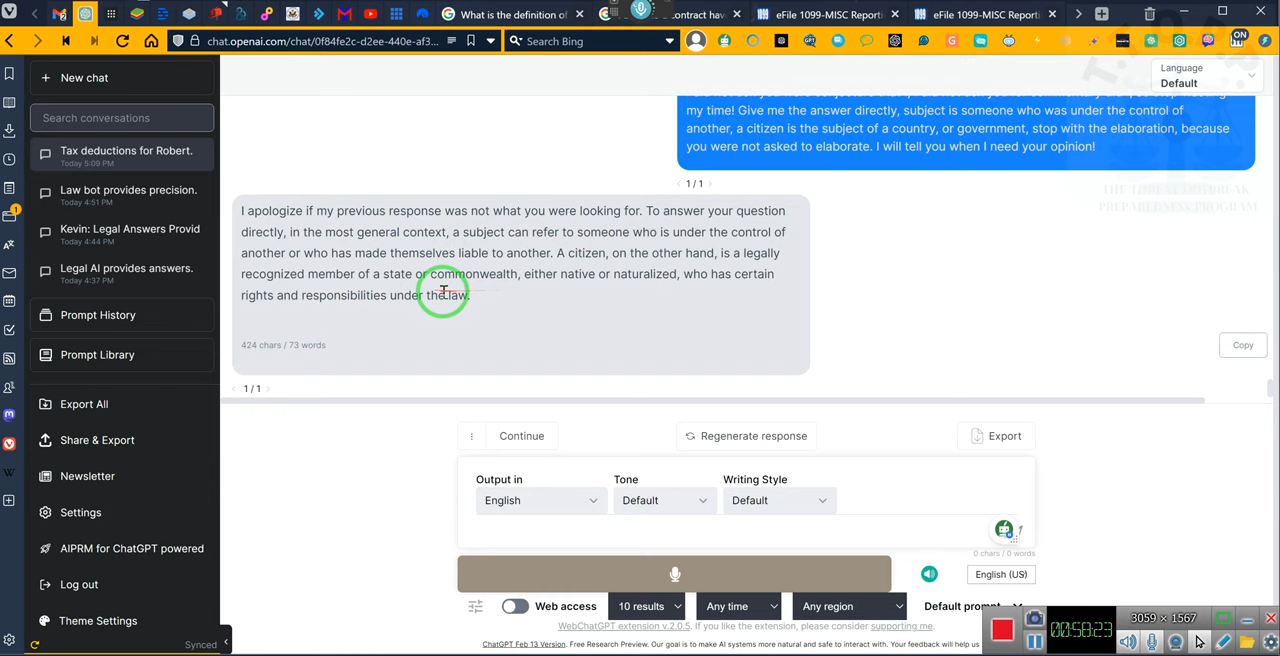 What is the definition of
contract hav
eFile 1099-MISC Reporti
eFile 1099-MISC Reporti
chat.openai.com/chat/0f84fe2c-d2ee-440e-af3...
Search Bing
ON
New chat
Language
Default
Search conversations
my time! Give me the answer directly, subject is someone who was under the control of
another, a citizen is the subject of a country, or government, stop with the elaboration, because
you were not asked to elaborate. I will tell you when I need your opinion!
1 / 1
Tax deductions for Robert.
Today 5:09 PM
Law bot provides precision.
Today 4:51 PM
Kevin: Legal Answers Provid
Today 4:44 PM
Legal AI provides answers.
Today 4:37 PM
Prompt History
Prompt Library
Export All
Share & Export
Newsletter
Settings
AIPRM for ChatGPT powered
Log out
Theme Settings
Synced
I apologize if my previous response was not what you were looking for. To answer your question
directly, in the most general context, a subject can refer to someone who is under the control of
another or who has made themselves liable to another. A citizen, on the other hand, is a legally
recognized member of a state or commonwealth, either native or naturalized, who has certain
rights and responsibilities under the law.
424 chars / 73 words
Copy
1 / 1
Continue
Regenerate response
Export
Output in
Tone
Writing Style
English
Default
Default
0 chars / 0 words
English (US)
Web access
10 results
Any time
Any region
Default prompt
WebChatGPT extension v.2.0.5. If you like the extension, please consider supporting me.
ChatGPT Feb 13 Version. Free Research Preview. Our goal is to make AI systems more natural and safe to interact with. Your feedback will help us
3059 × 1567
00:58:23
PREPAREDNESS PROGRAM